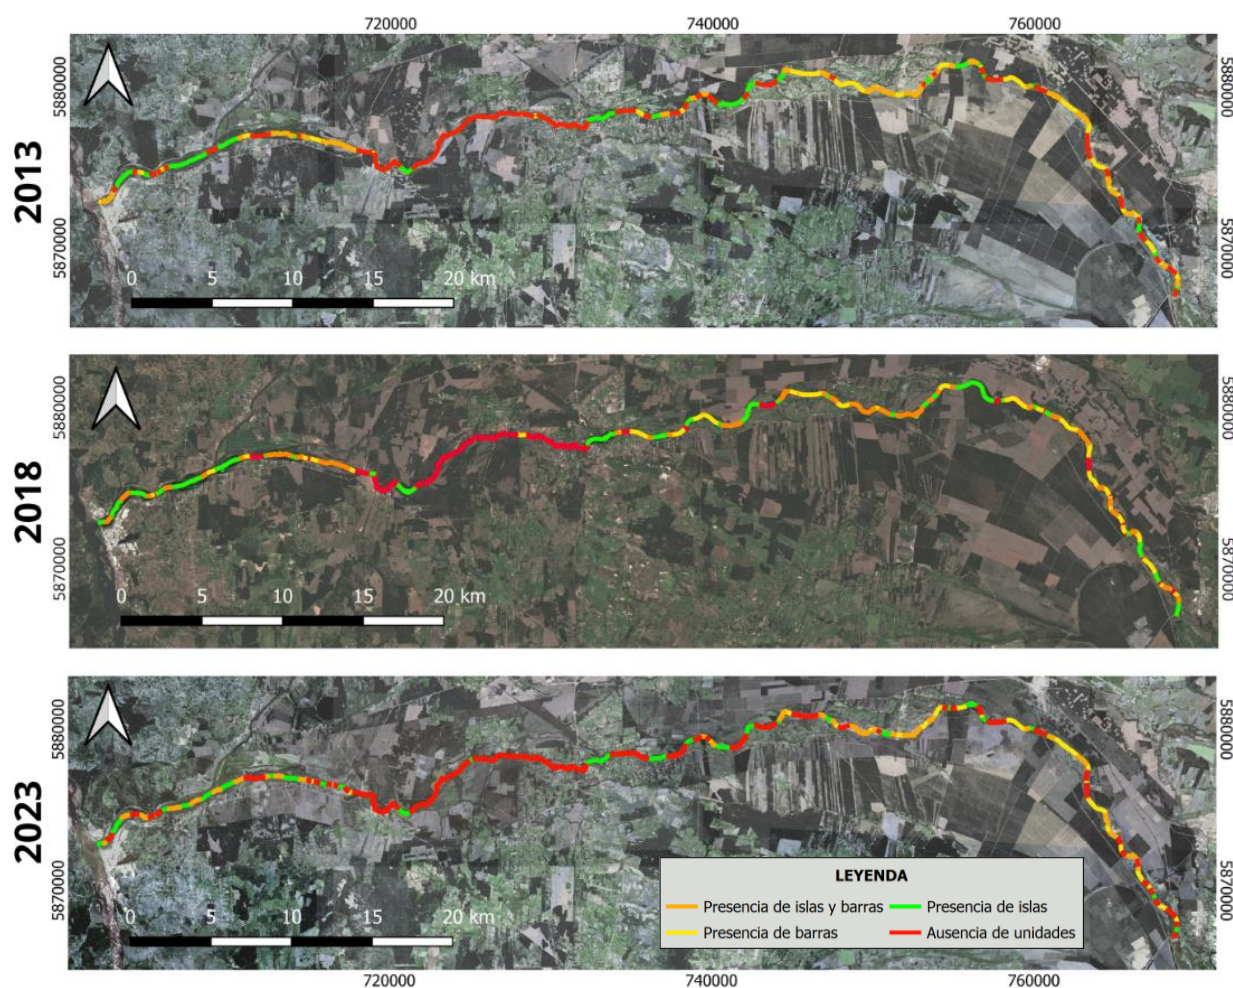 720000 740000 760000
2013
5880000
5870000
5880000
5870000
0 5 10 15 20 km
2018
5880000
5870000
5880000
5870000
0 5 10 15 20 km
2023
5880000
5870000
5880000
5870000
0 5 10 15 20 km
LEYENDA
Presencia de islas y barras Presencia de islas
Presencia de barras Ausencia de unidades
720000 740000 760000